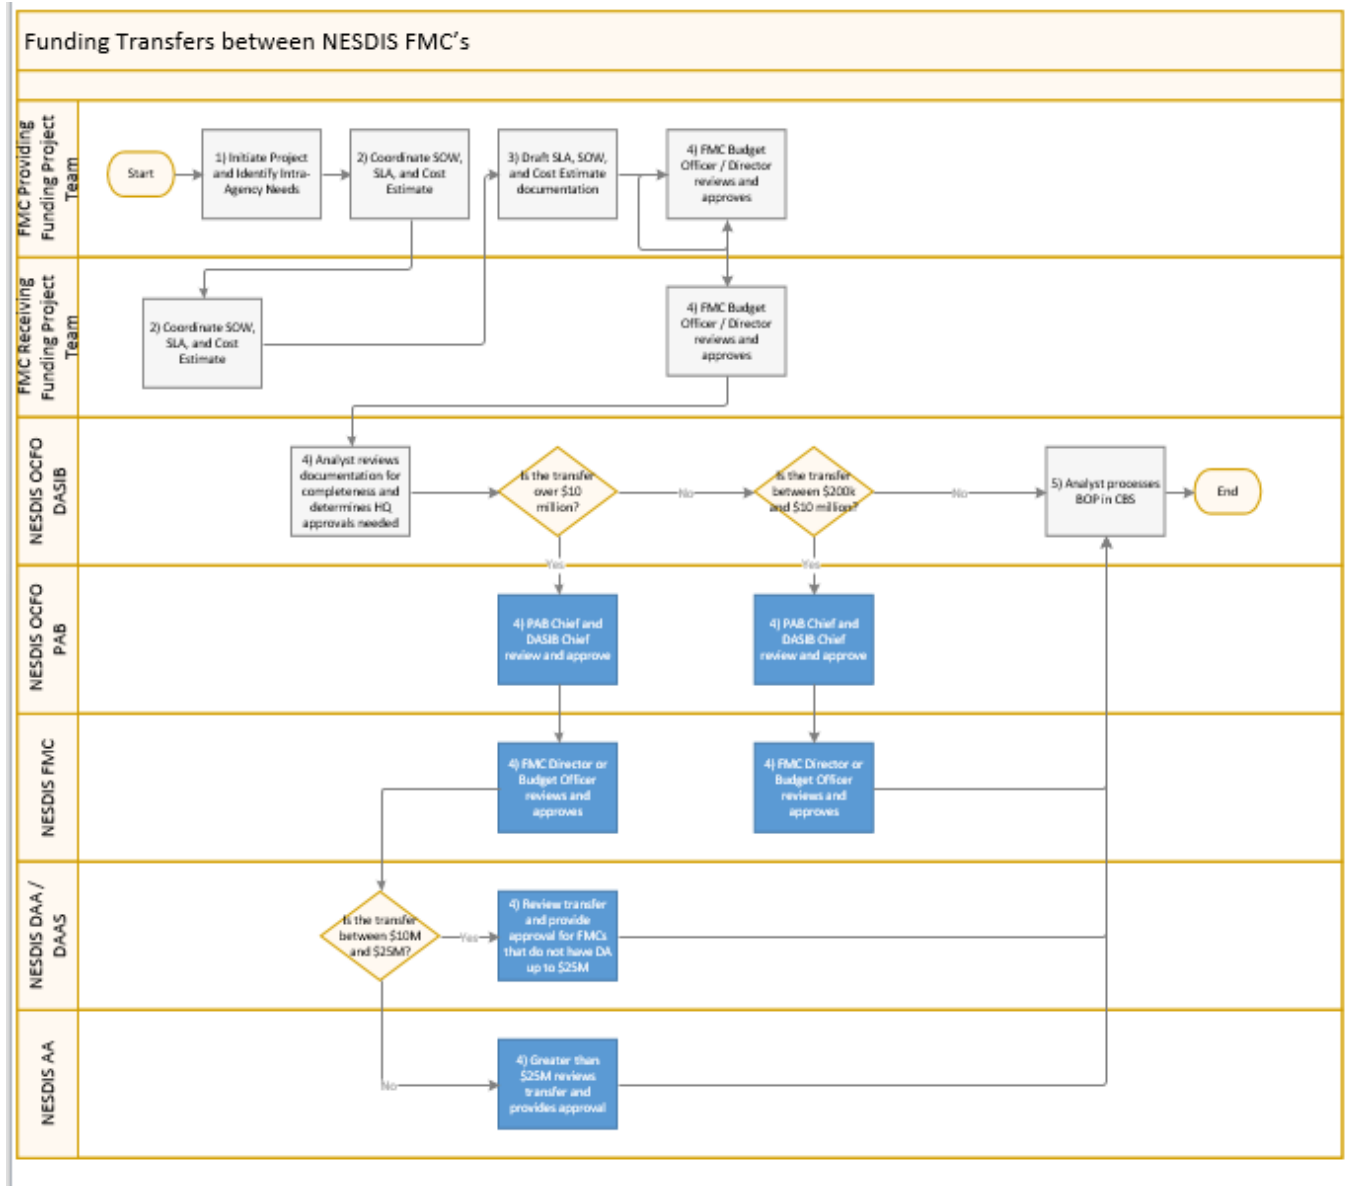 Funding Transfers between NESDIS FMC's
FMC Providing
Funding Project
Team
Start
1) Initiate Project
and Identify Intra-
Agency Needs
2) Coordinate SOW,
SLA, and Cost
Estimate
3) Draft SLA, SOW,
and Cost Estimate
documentation
4) FMC Budget
Officer / Director
reviews and
approves
FMC Receiving
Funding Project
Team
2) Coordinate SOW,
SLA, and Cost
Estimate
4) FMC Budget
Officer / Director
reviews and
approves
NESDIS OCFO
DASIB
4) Analyst reviews
documentation for
completeness and
determines HQ
approvals needed
Is the transfer
over $10
million?
No
Is the transfer
between $200k
and $10 million?
No
5) Analyst processes
BOP in CBS
End
Yes
Yes
NESDIS OCFO
PAB
4) PAB Chief and
DASIB Chief
review and approve
4) PAB Chief and
DASIB Chief
review and approve
NESDIS FMC
4) FMC Director or
Budget Officer
reviews and
approves
4) FMC Director or
Budget Officer
reviews and
approves
NESDIS DAA /
DAAS
Is the transfer
between $10M
and $25M?
Yes
4) Review transfer
and provide
approval for FMCs
that do not have DA
up to $25M
NESDIS AA
No
4) Greater than
$25M reviews
transfer and
provides approval